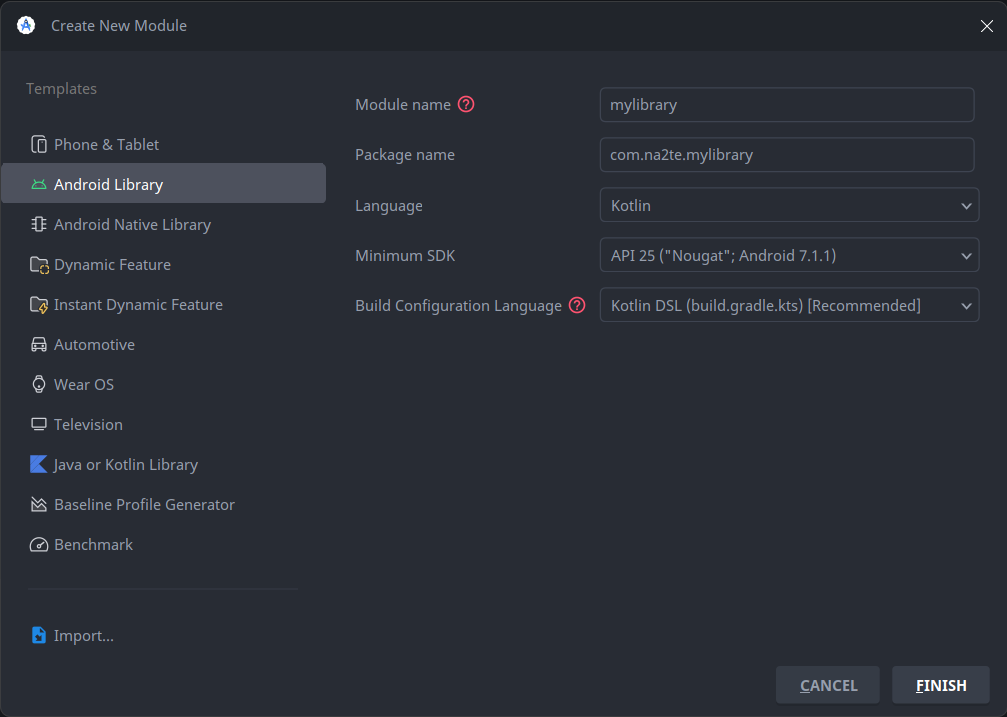 Create New Module
Templates
Phone & Tablet
Android Library
Android Native Library
Dynamic Feature
Instant Dynamic Feature
Automotive
Wear OS
Television
Java or Kotlin Library
Baseline Profile Generator
Benchmark
Import...
Module name ?
mylibrary
Package name
com.na2te.mylibrary
Language
Kotlin
Minimum SDK
API 25 ("Nougat"; Android 7.1.1)
Build Configuration Language ?
Kotlin DSL (build.gradle.kts) [Recommended]
CANCEL
FINISH